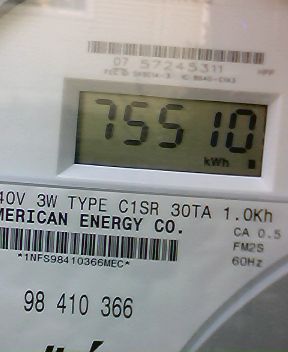 07 57245311 HPF
75510
kWh
40V 3W TYPE C1SR 30TA 1.0Kh
MERICAN ENERGY CO.
CA 0.5
FM2S
*1NFS98410366MEC*
60Hz
98 410 366